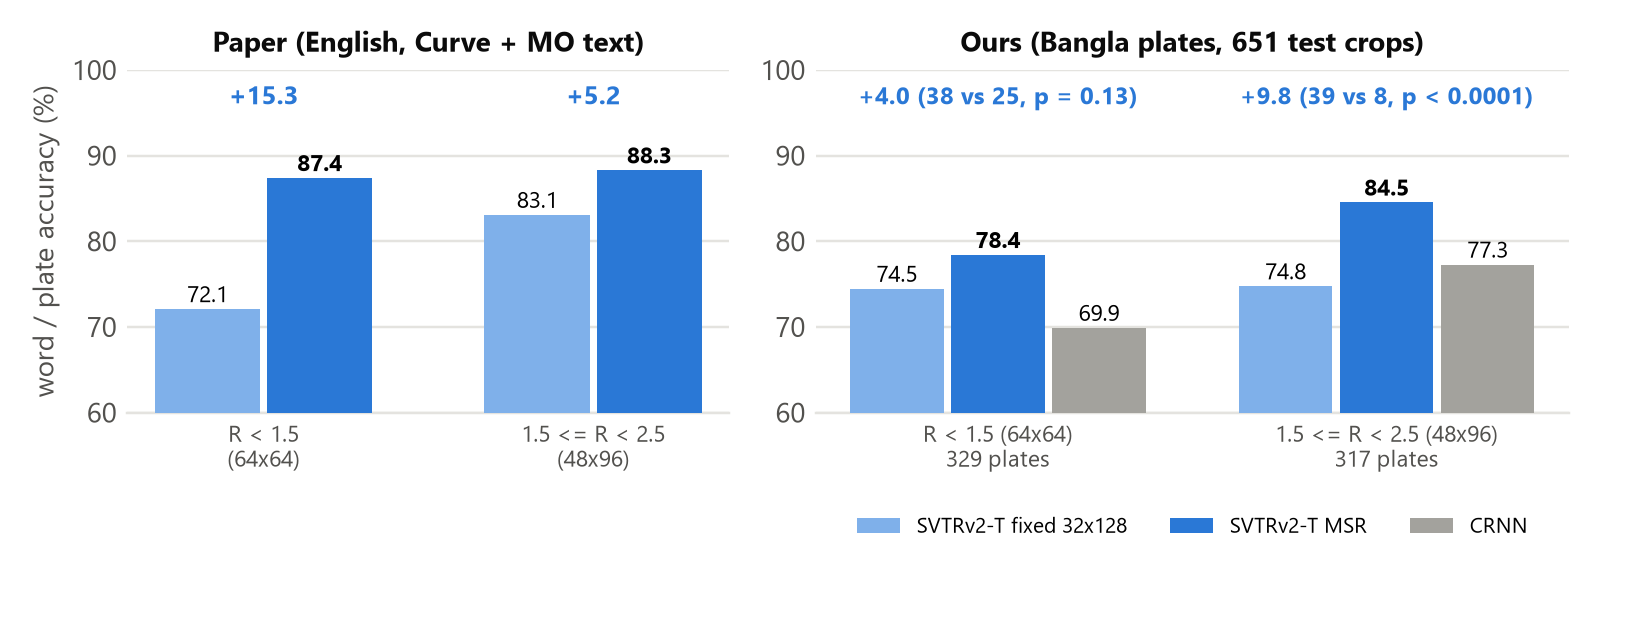 Paper (English, Curve + MO text)
100
+15.3
+5.2
90
87.4
88.3
83.1
80
72.1
70
60
word / plate accuracy (%)
R < 1.5
(64x64)
1.5 <= R < 2.5
(48x96)
Ours (Bangla plates, 651 test crops)
100
+4.0 (38 vs 25, p = 0.13)
+9.8 (39 vs 8, p < 0.0001)
90
84.5
80
78.4
77.3
74.5
74.8
70
69.9
60
R < 1.5 (64x64)
329 plates
1.5 <= R < 2.5 (48x96)
317 plates
SVTRv2-T fixed 32x128
SVTRv2-T MSR
CRNN